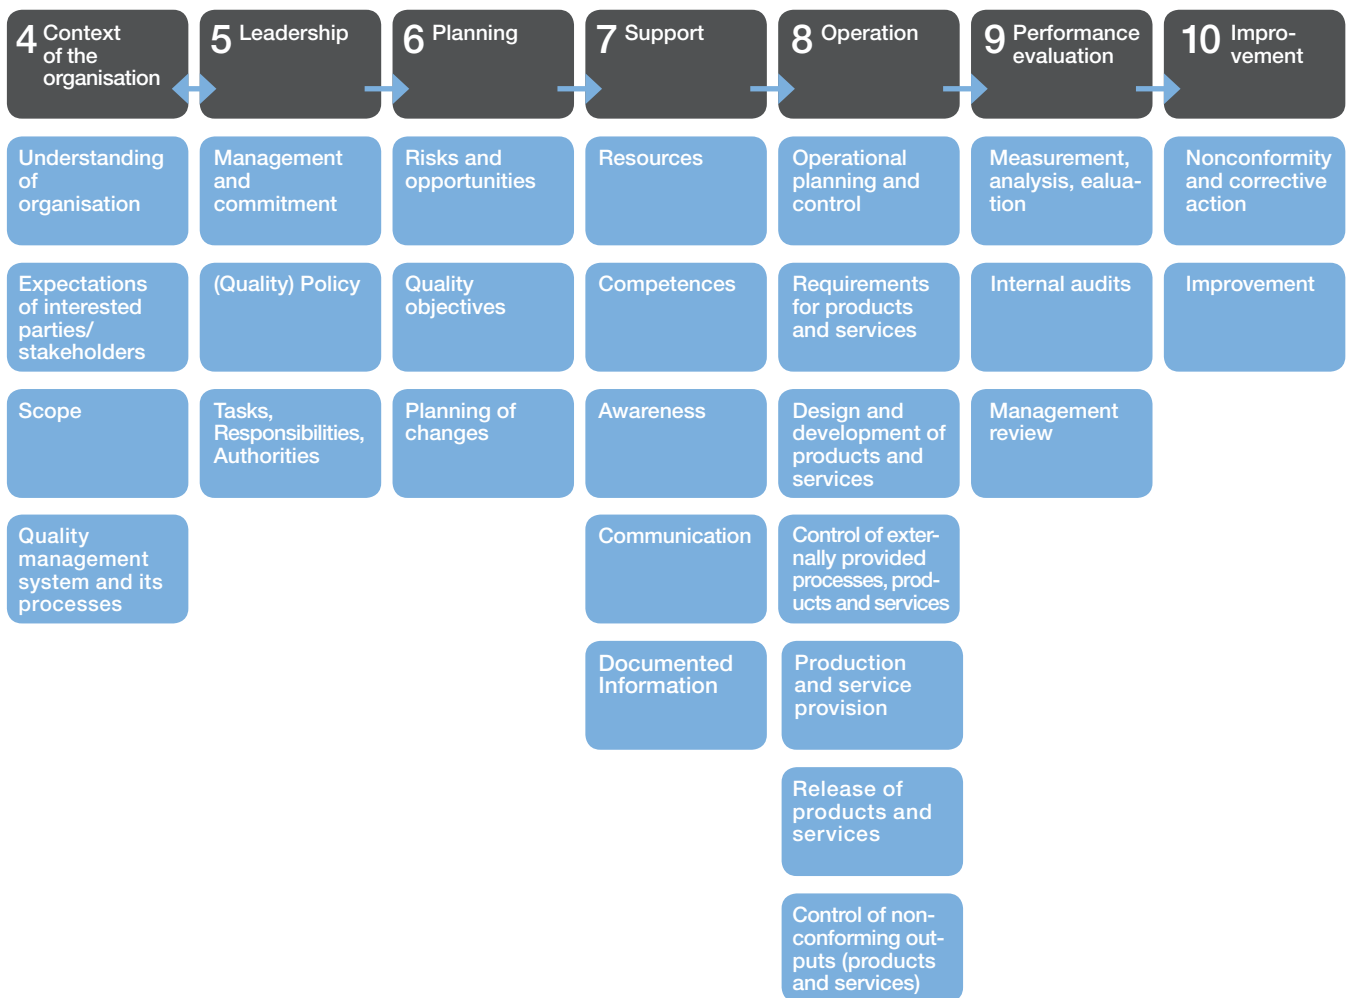 4 Context
of the
organisation
5 Leadership
6 Planning
7 Support
8 Operation
9 Performance
evaluation
10 Impro-
vement
Understanding
of
organisation
Expectations
of interested
parties/
stakeholders
Scope
Quality
management
system and its
processes
Management
and
commitment
(Quality) Policy
Tasks,
Responsibilities,
Authorities
Risks and
opportunities
Quality
objectives
Planning of
changes
Resources
Competences
Awareness
Communication
Documented
Information
Operational
planning and
control
Requirements
for products
and services
Design and
development of
products and
services
Control of exter-
nally provided
processes, prod-
ucts and services
Production
and service
provision
Release of
products and
services
Control of non-
conforming out-
puts (products
and services)
Measurement,
analysis, ealua-
tion
Internal audits
Management
review
Nonconformity
and corrective
action
Improvement